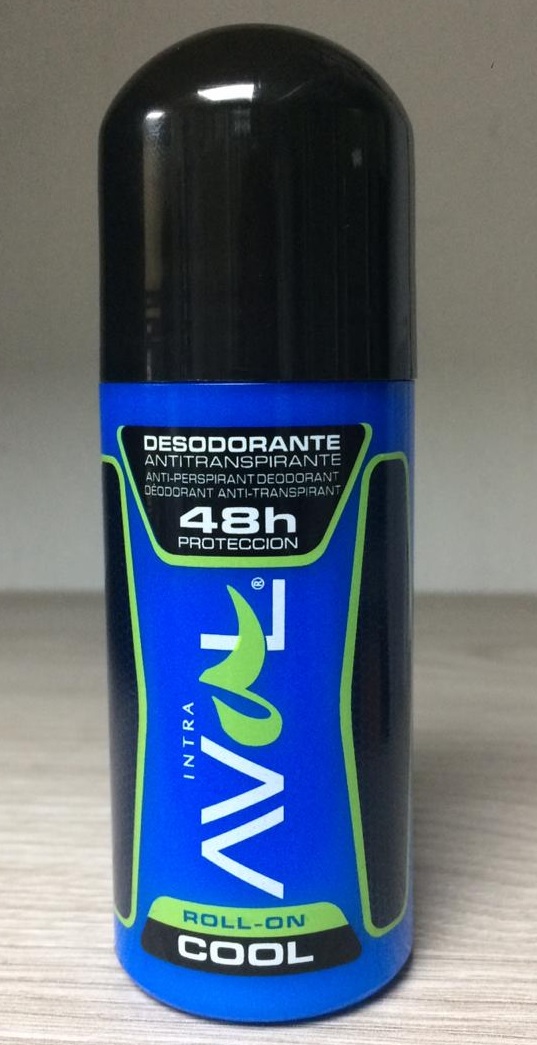 DESODORANTE
ANTITRANSPIRANTE
ANTI-PERSPIRANT DEODORANT
DÉODORANT ANTI-TRANSPIRANT
48h
PROTECCION
INTRA
AVAL®
ROLL-ON
COOL